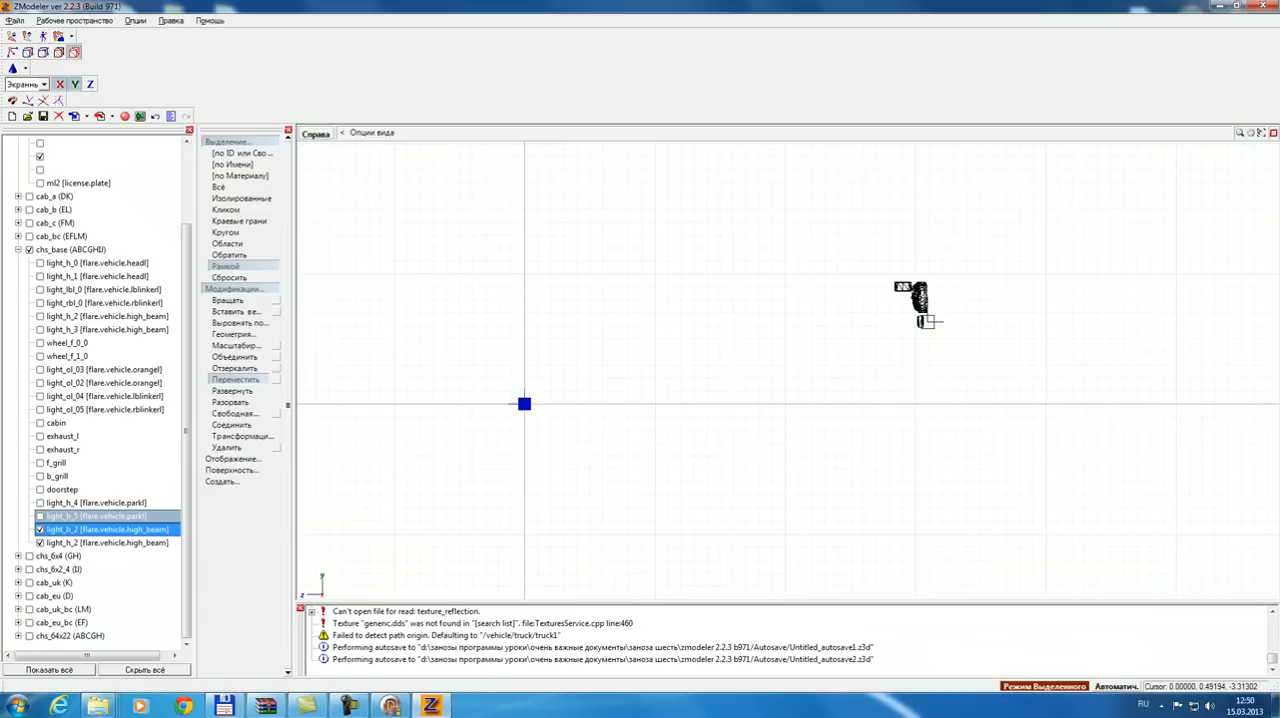 ZModeler ver 2.2.3 (Build 971)
Файл
Рабочее пространство
Опции
Правка
Помощь
Экраннь
X
Y
Z
ml2 [license.plate]
cab_a (DK)
cab_b (EL)
cab_c (FM)
cab_bc (EFLM)
chs_base (ABCGHIJ)
light_h_0 [flare.vehicle.headl]
light_h_1 [flare.vehicle.headl]
light_lbl_0 [flare.vehicle.lblinkerl]
light_rbl_0 [flare.vehicle.rblinkerl]
light_h_2 [flare.vehicle.high_beam]
light_h_3 [flare.vehicle.high_beam]
wheel_f_0_0
wheel_f_1_0
light_ol_03 [flare.vehicle.orangel]
light_ol_02 [flare.vehicle.orangel]
light_ol_04 [flare.vehicle.lblinkerl]
light_ol_05 [flare.vehicle.rblinkerl]
cabin
exhaust_l
exhaust_r
f_grill
b_grill
doorstep
light_h_4 [flare.vehicle.parkl]
light_h_5 [flare.vehicle.parkl]
light_h_2 [flare.vehicle.high_beam]
light_h_2 [flare.vehicle.high_beam]
chs_6x4 (GH)
chs_6x2_4 (IJ)
cab_uk (K)
cab_eu (D)
cab_uk_bc (LM)
cab_eu_bc (EF)
chs_64x22 (ABCGH)
Показать всё
Скрыть всё
Выделение...
[по ID или Сво...
[по Имени]
[по Материалу]
Всё
Изолированные
Кликом
Краевые грани
Кругом
Области
Обратить
Рамкой
Сбросить
Модификации...
Вращать
Вставить ве...
Выровнять по...
Геометрия...
Масштабир...
Объединить
Отзеркалить
Переместить
Развернуть
Разорвать
Свободная...
Соединить
Трансформаци...
Удалить
Отображение...
Поверхность...
Создать...
Справа
< Опции вида
y
z
Can't open file for read: texture_reflection.
Texture "generic.dds" was not found in "[search list]". file:TexturesService.cpp line:460
Failed to detect path origin. Defaulting to "/vehicle/truck/truck1"
Performing autosave to "d:\занозы программы уроки\очень важные документы\заноза шесть\zmodeler 2.2.3 b971/Autosave/Untitled_autosave1.z3d"
Performing autosave to "d:\занозы программы уроки\очень важные документы\заноза шесть\zmodeler 2.2.3 b971/Autosave/Untitled_autosave2.z3d"
Режим Выделенного
Автоматич.
Cursor: 0.00000, 0.49194, -3.31302
RU
12:50
15.03.2013